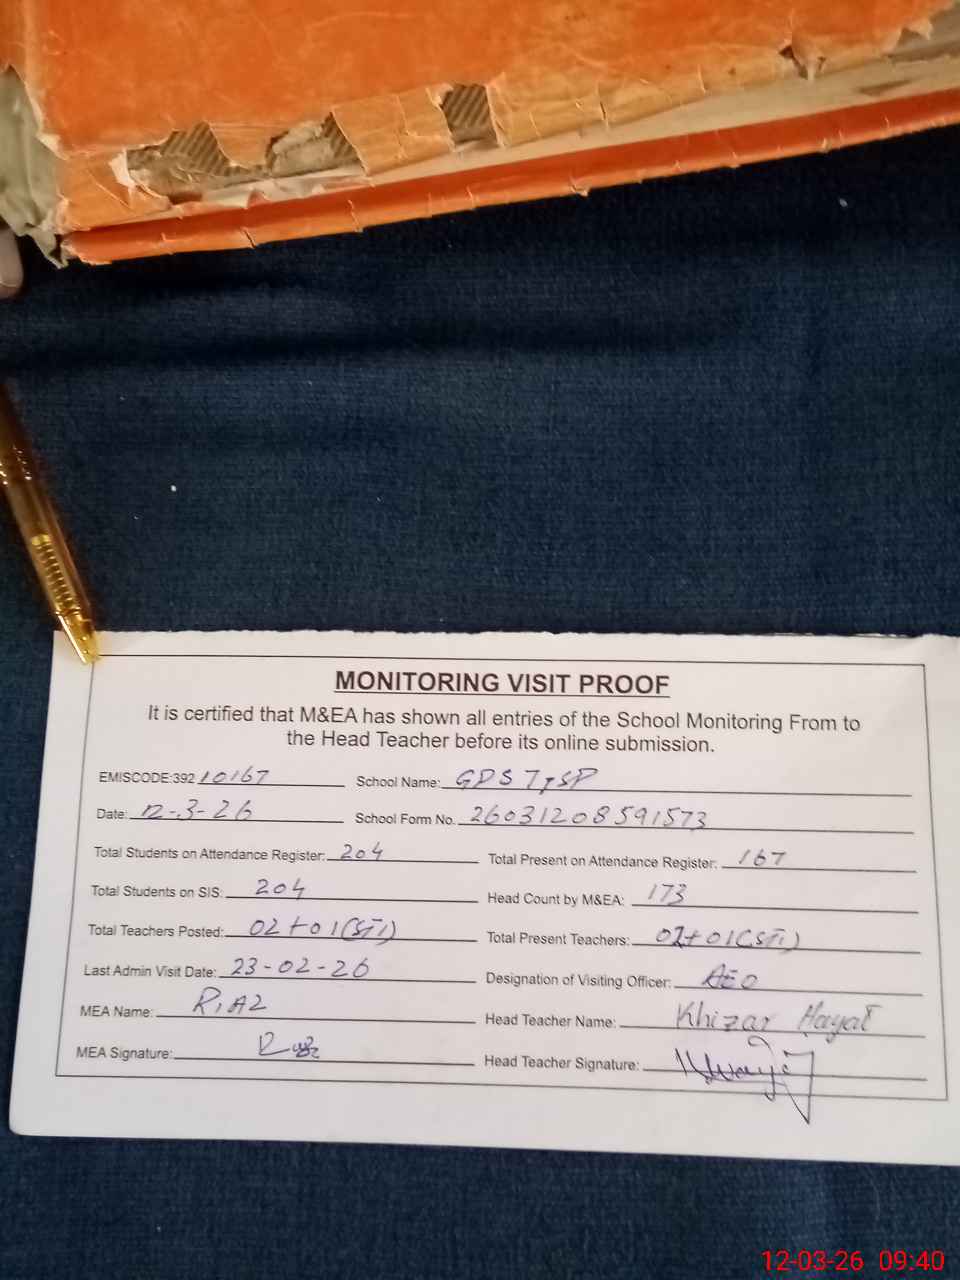 MONITORING VISIT PROOF
It is certified that M&EA has shown all entries of the School Monitoring From to
the Head Teacher before its online submission.
EMISCODE:392 10167 School Name: GPS
Date: 12-3-26 School Form No. 26031208591573
Total Students on Attendance Register: 204 Total Present on Attendance Register: 167
Total Students on SIS: 204 Head Count by M&EA: 173
Total Teachers Posted: 02+01(STI) Total Present Teachers: 02+01(STI)
Last Admin Visit Date: 23-02-26 Designation of Visiting Officer: AEO
MEA Name: RIAZ Head Teacher Name: Khizar Hayat
MEA Signature: Head Teacher Signature:
12-03-26 09:40